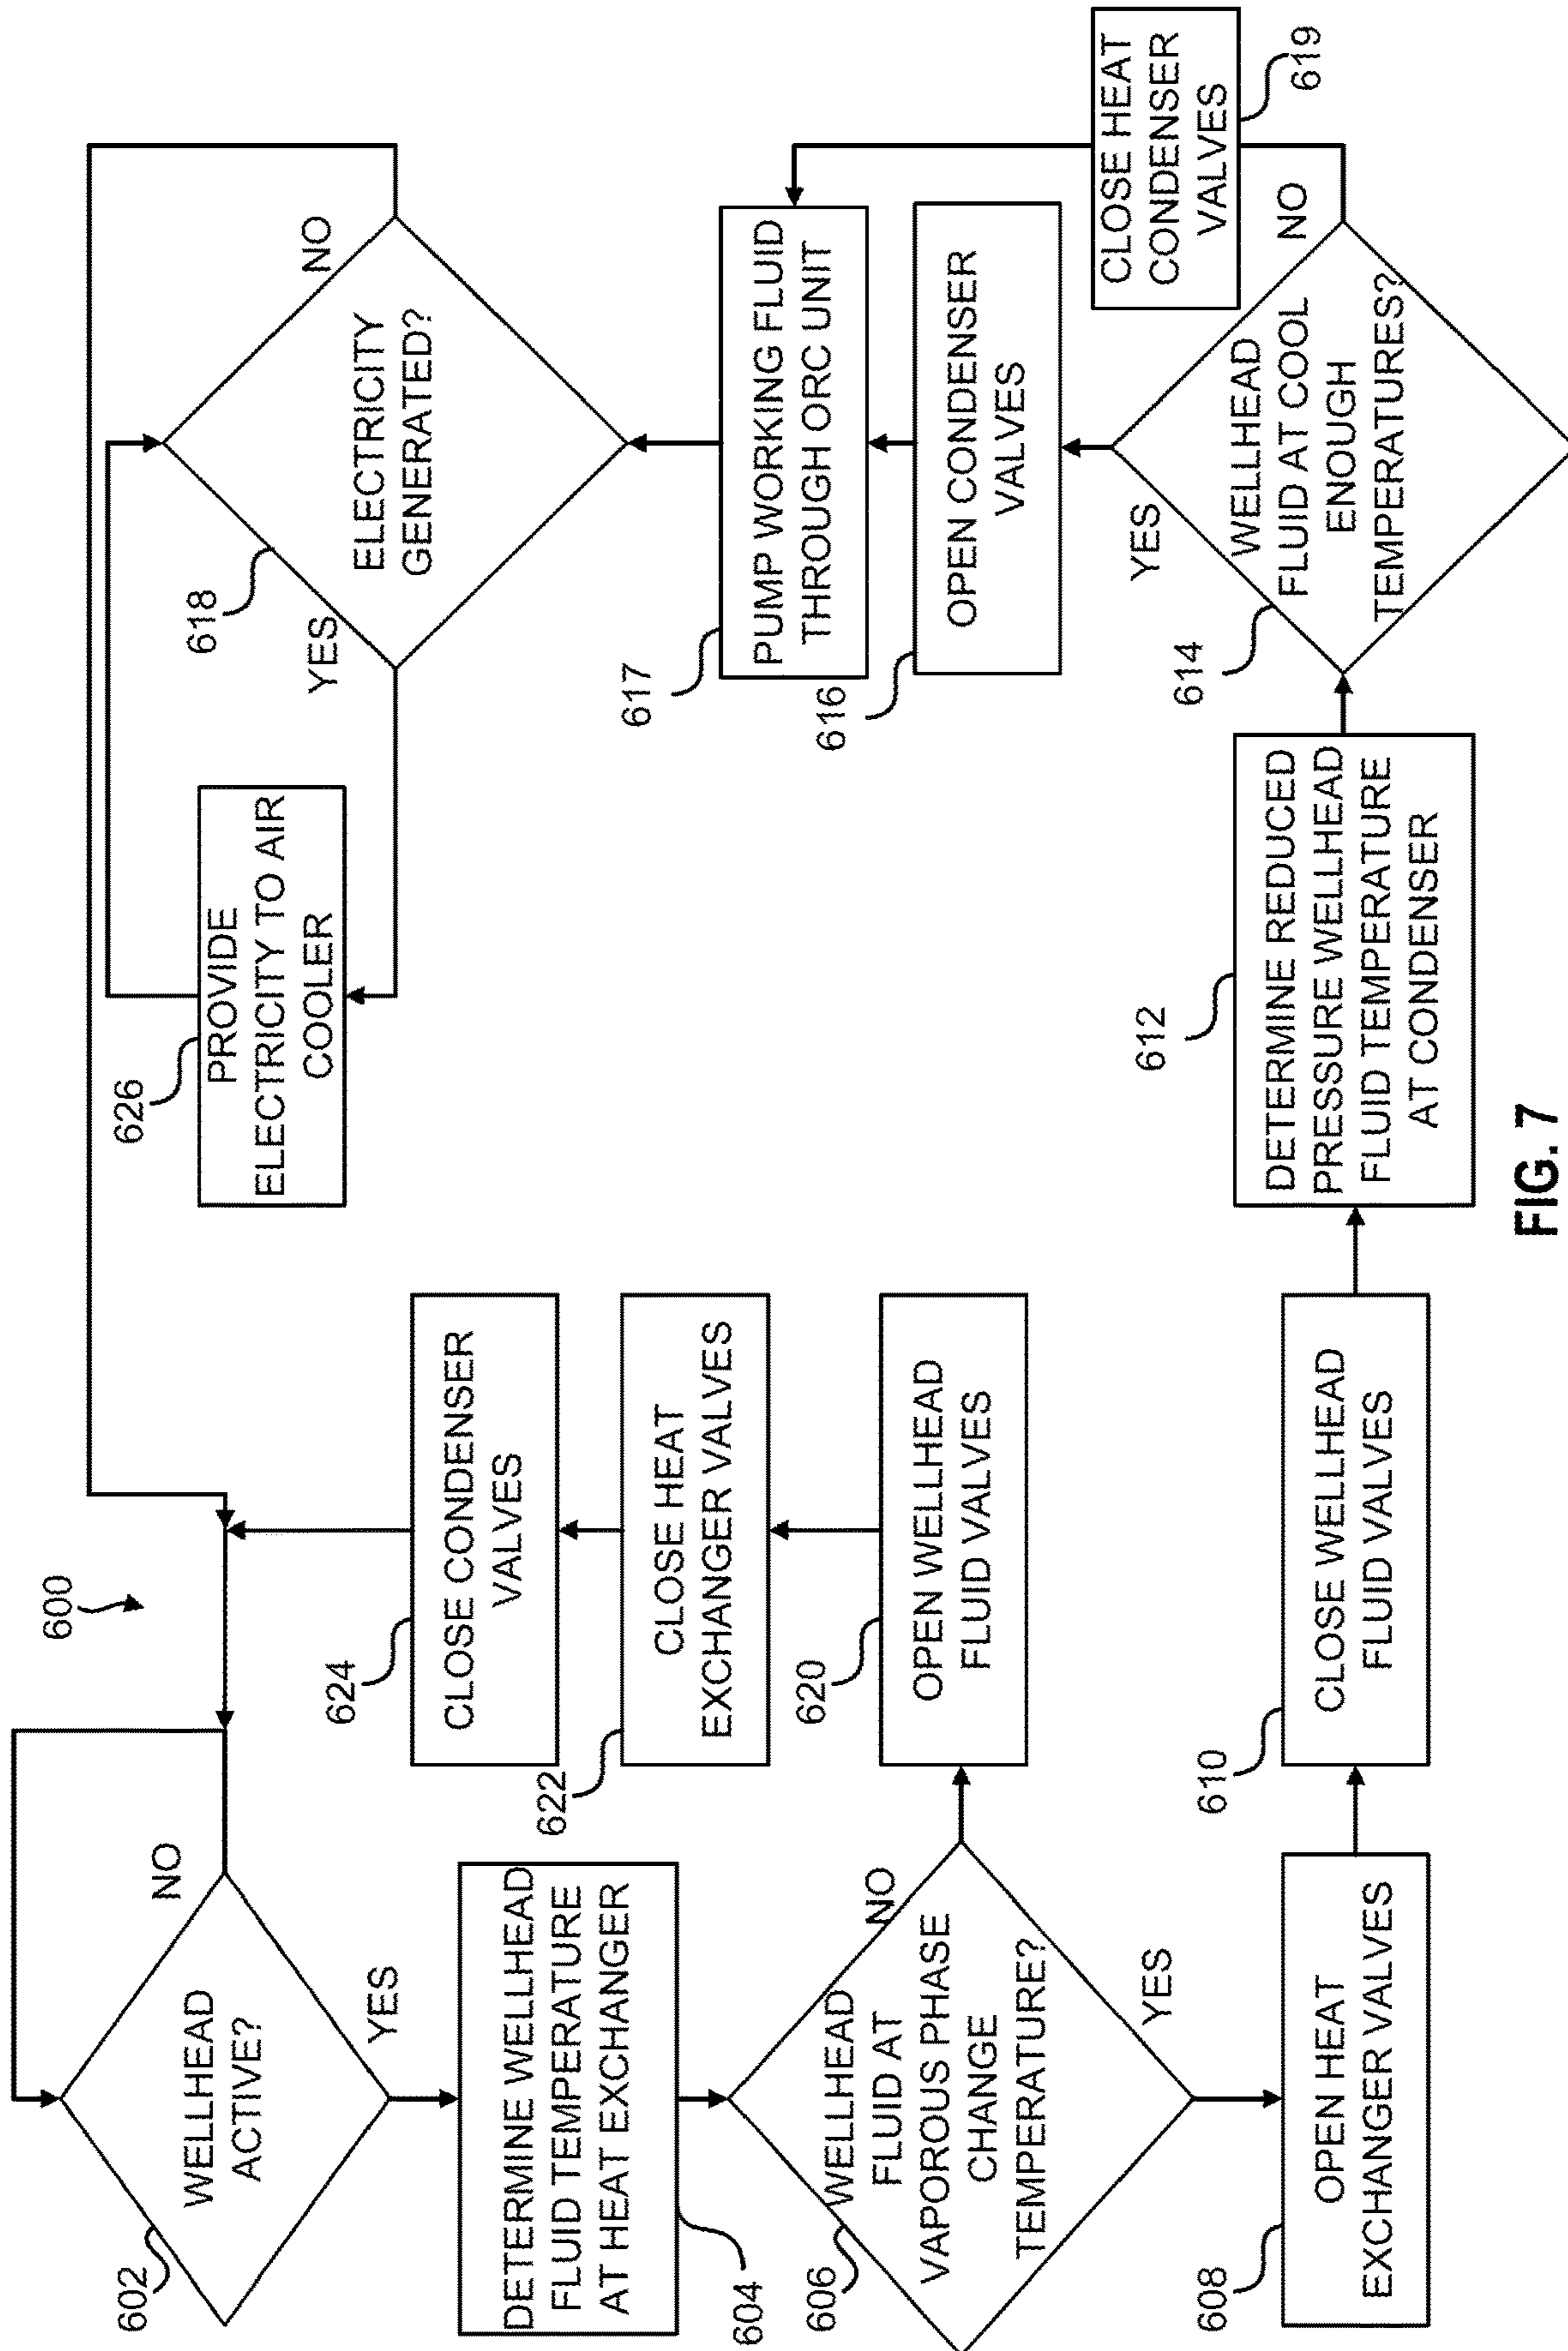 600
602
WELLHEAD
ACTIVE?
NO
YES
604
DETERMINE WELLHEAD
FLUID TEMPERATURE
AT HEAT EXCHANGER
606
WELLHEAD
FLUID AT
VAPOROUS PHASE
CHANGE
TEMPERATURE?
NO
YES
608
OPEN HEAT
EXCHANGER VALVES
610
CLOSE WELLHEAD
FLUID VALVES
620
OPEN WELLHEAD
FLUID VALVES
622
CLOSE HEAT
EXCHANGER VALVES
624
CLOSE CONDENSER
VALVES
612
DETERMINE REDUCED
PRESSURE WELLHEAD
FLUID TEMPERATURE
AT CONDENSER
614
WELLHEAD
FLUID AT COOL
ENOUGH
TEMPERATURES?
YES
NO
619
CLOSE HEAT
CONDENSER
VALVES
616
OPEN CONDENSER
VALVES
617
PUMP WORKING FLUID
THROUGH ORC UNIT
618
ELECTRICITY
GENERATED?
YES
NO
626
PROVIDE
ELECTRICITY TO AIR
COOLER
FIG. 7